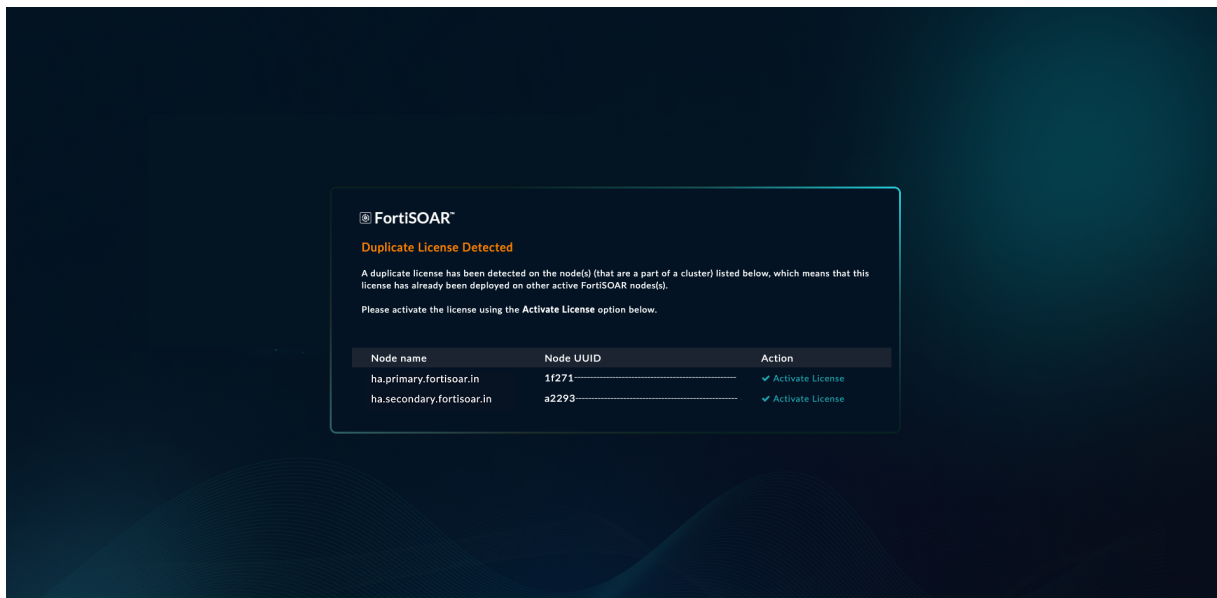 FortiSOAR™
Duplicate License Detected
A duplicate license has been detected on the node(s) (that are a part of a cluster) listed below, which means that this
license has already been deployed on other active FortiSOAR nodes(s).
Please activate the license using the Activate License option below.
Node name Node UUID Action
ha.primary.fortisoar.in 1f271 ✔ Activate License
ha.secondary.fortisoar.in a2293 ✔ Activate License